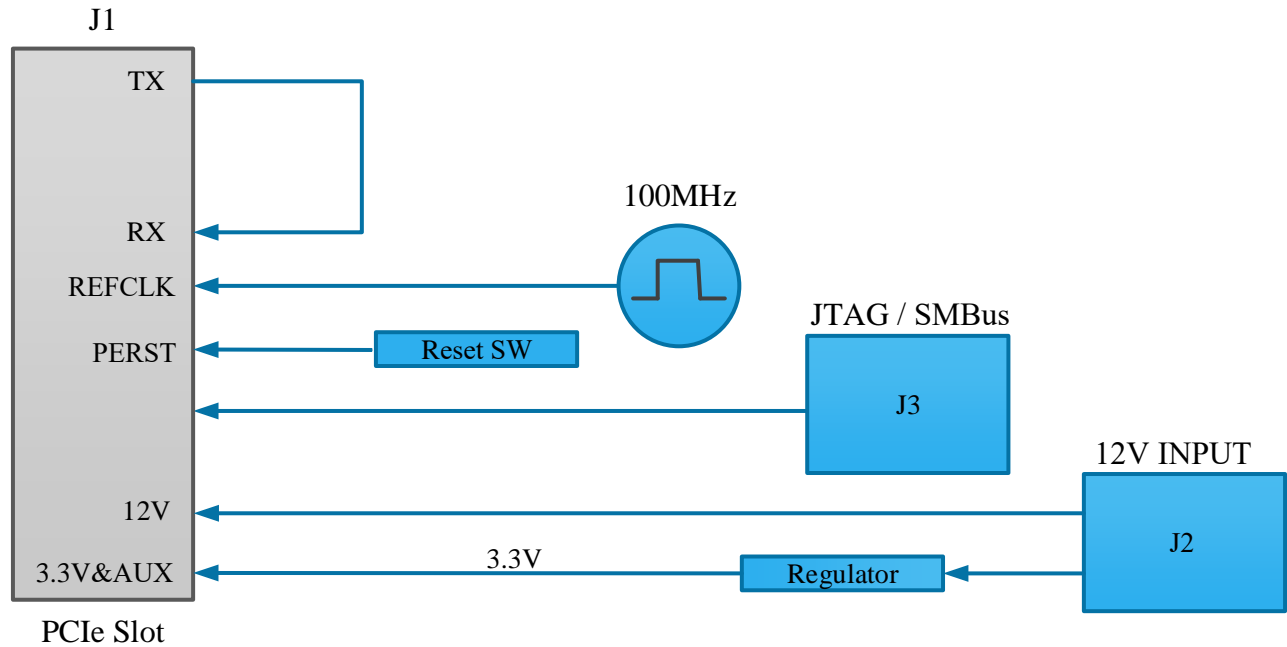 J1
TX
RX
REFCLK
PERST
12V
3.3V&AUX
PCIe Slot
100MHz
Reset SW
JTAG / SMBus
J3
12V INPUT
J2
3.3V
Regulator